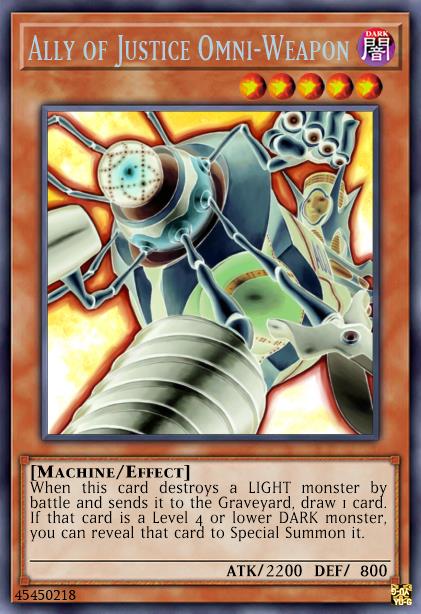 ALLY OF JUSTICE OMNI-WEAPON
DARK
闇
[MACHINE/EFFECT]
When this card destroys a LIGHT monster by
battle and sends it to the Graveyard, draw 1 card.
If that card is a Level 4 or lower DARK monster,
you can reveal that card to Special Summon it.
ATK/2200 DEF/ 800
45450218